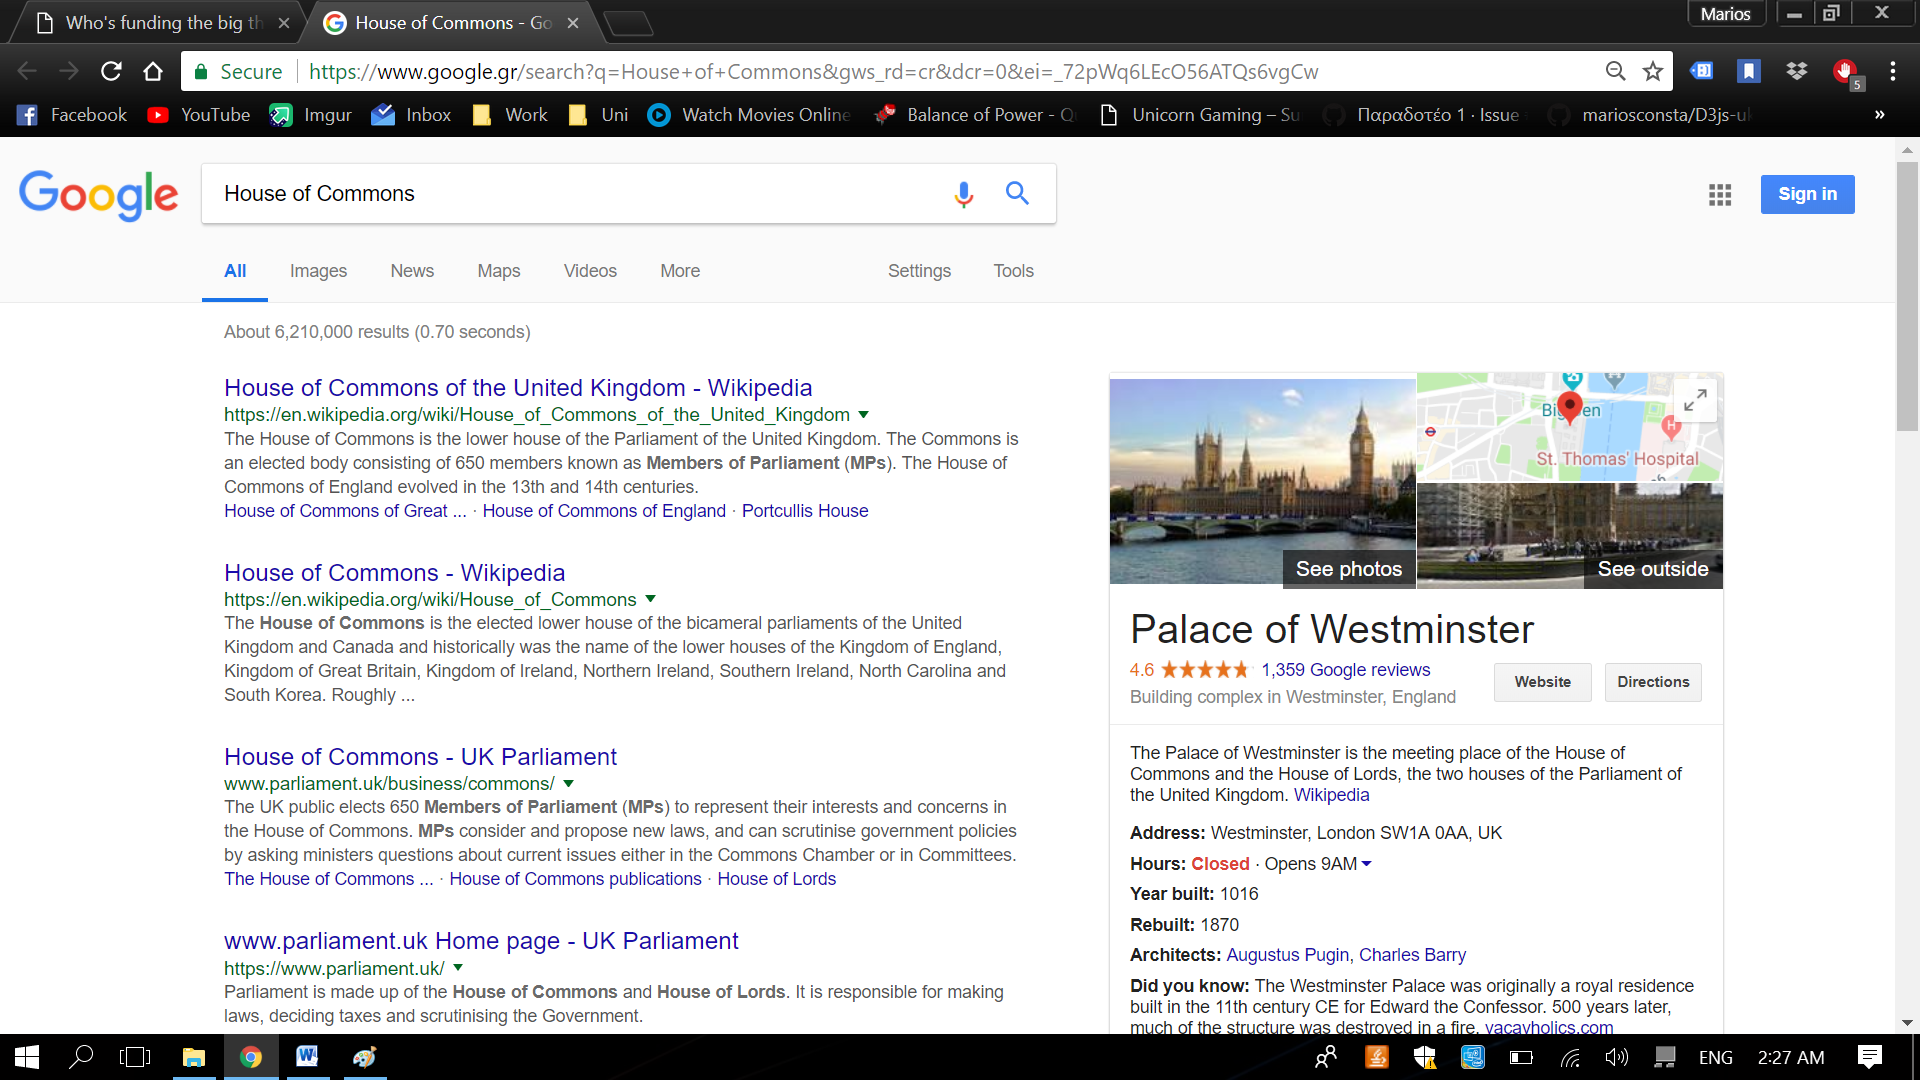 Who's funding the big th
House of Commons - Go
Marios
Secure
https://www.google.gr/search?q=House+of+Commons&gws_rd=cr&dcr=0&ei=_72pWq6LEcO56ATQs6vgCw
5
Facebook
YouTube
Imgur
Inbox
Work
Uni
Watch Movies Online
Balance of Power - Q
Unicorn Gaming – Su
Παραδοτέο 1 · Issue
mariosconsta/D3js-uk
»
Google
House of Commons
Sign in
All
Images
News
Maps
Videos
More
Settings
Tools
About 6,210,000 results (0.70 seconds)
House of Commons of the United Kingdom - Wikipedia
https://en.wikipedia.org/wiki/House_of_Commons_of_the_United_Kingdom
The House of Commons is the lower house of the Parliament of the United Kingdom. The Commons is
an elected body consisting of 650 members known as Members of Parliament (MPs). The House of
Commons of England evolved in the 13th and 14th centuries.
House of Commons of Great ... · House of Commons of England · Portcullis House
House of Commons - Wikipedia
https://en.wikipedia.org/wiki/House_of_Commons
The House of Commons is the elected lower house of the bicameral parliaments of the United
Kingdom and Canada and historically was the name of the lower houses of the Kingdom of England,
Kingdom of Great Britain, Kingdom of Ireland, Northern Ireland, Southern Ireland, North Carolina and
South Korea. Roughly ...
House of Commons - UK Parliament
www.parliament.uk/business/commons/
The UK public elects 650 Members of Parliament (MPs) to represent their interests and concerns in
the House of Commons. MPs consider and propose new laws, and can scrutinise government policies
by asking ministers questions about current issues either in the Commons Chamber or in Committees.
The House of Commons ... · House of Commons publications · House of Lords
www.parliament.uk Home page - UK Parliament
https://www.parliament.uk/
Parliament is made up of the House of Commons and House of Lords. It is responsible for making
laws, deciding taxes and scrutinising the Government.
St. Thomas' Hospital
H
See photos
See outside
Palace of Westminster
4.6 1,359 Google reviews
Building complex in Westminster, England
Website
Directions
The Palace of Westminster is the meeting place of the House of
Commons and the House of Lords, the two houses of the Parliament of
the United Kingdom. Wikipedia
Address: Westminster, London SW1A 0AA, UK
Hours: Closed · Opens 9AM
Year built: 1016
Rebuilt: 1870
Architects: Augustus Pugin, Charles Barry
Did you know: The Westminster Palace was originally a royal residence
built in the 11th century CE for Edward the Confessor. 500 years later,
much of the structure was destroyed in a fire. vacayholics.com
ENG
2:27 AM